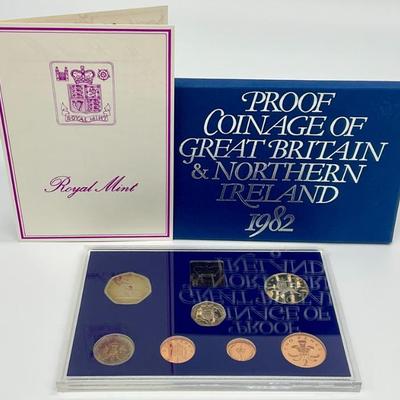 ROYAL MINT
Royal Mint
PROOF
COINAGE OF
GREAT BRITAIN
& NORTHERN
IRELAND
1982